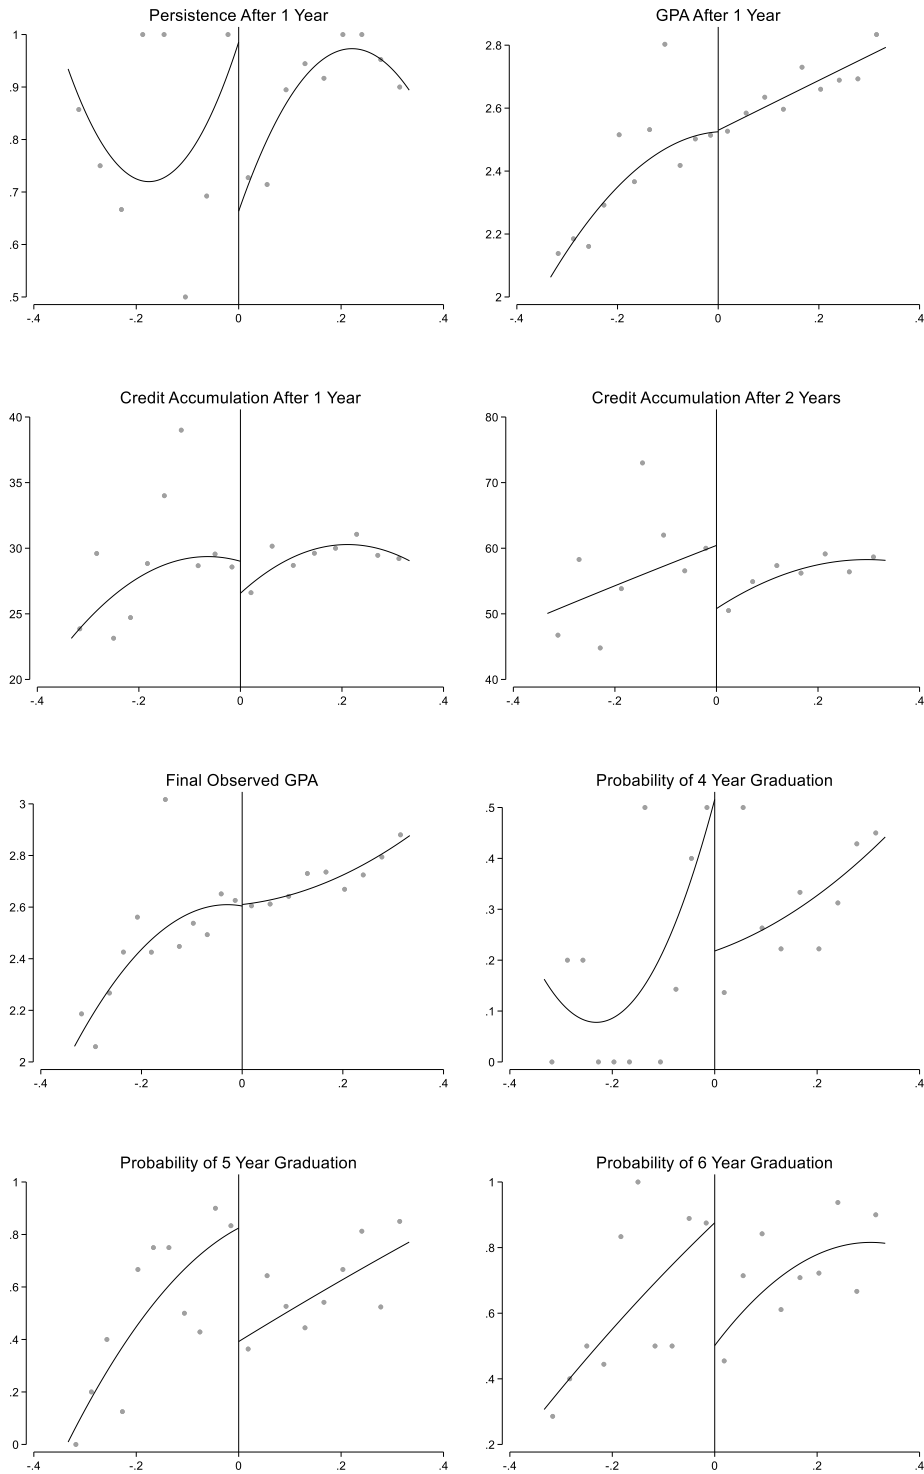 Persistence After 1 Year
1
.9
.8
.7
.6
.5
-.4 -.2 0 .2 .4
GPA After 1 Year
2.8
2.6
2.4
2.2
2
-.4 -.2 0 .2 .4
Credit Accumulation After 1 Year
40
35
30
25
20
-.4 -.2 0 .2 .4
Credit Accumulation After 2 Years
80
70
60
50
40
-.4 -.2 0 .2 .4
Final Observed GPA
3
2.8
2.6
2.4
2.2
2
-.4 -.2 0 .2 .4
Probability of 4 Year Graduation
.5
.4
.3
.2
.1
0
-.4 -.2 0 .2 .4
Probability of 5 Year Graduation
1
.8
.6
.4
.2
0
-.4 -.2 0 .2 .4
Probability of 6 Year Graduation
1
.8
.6
.4
.2
-.4 -.2 0 .2 .4